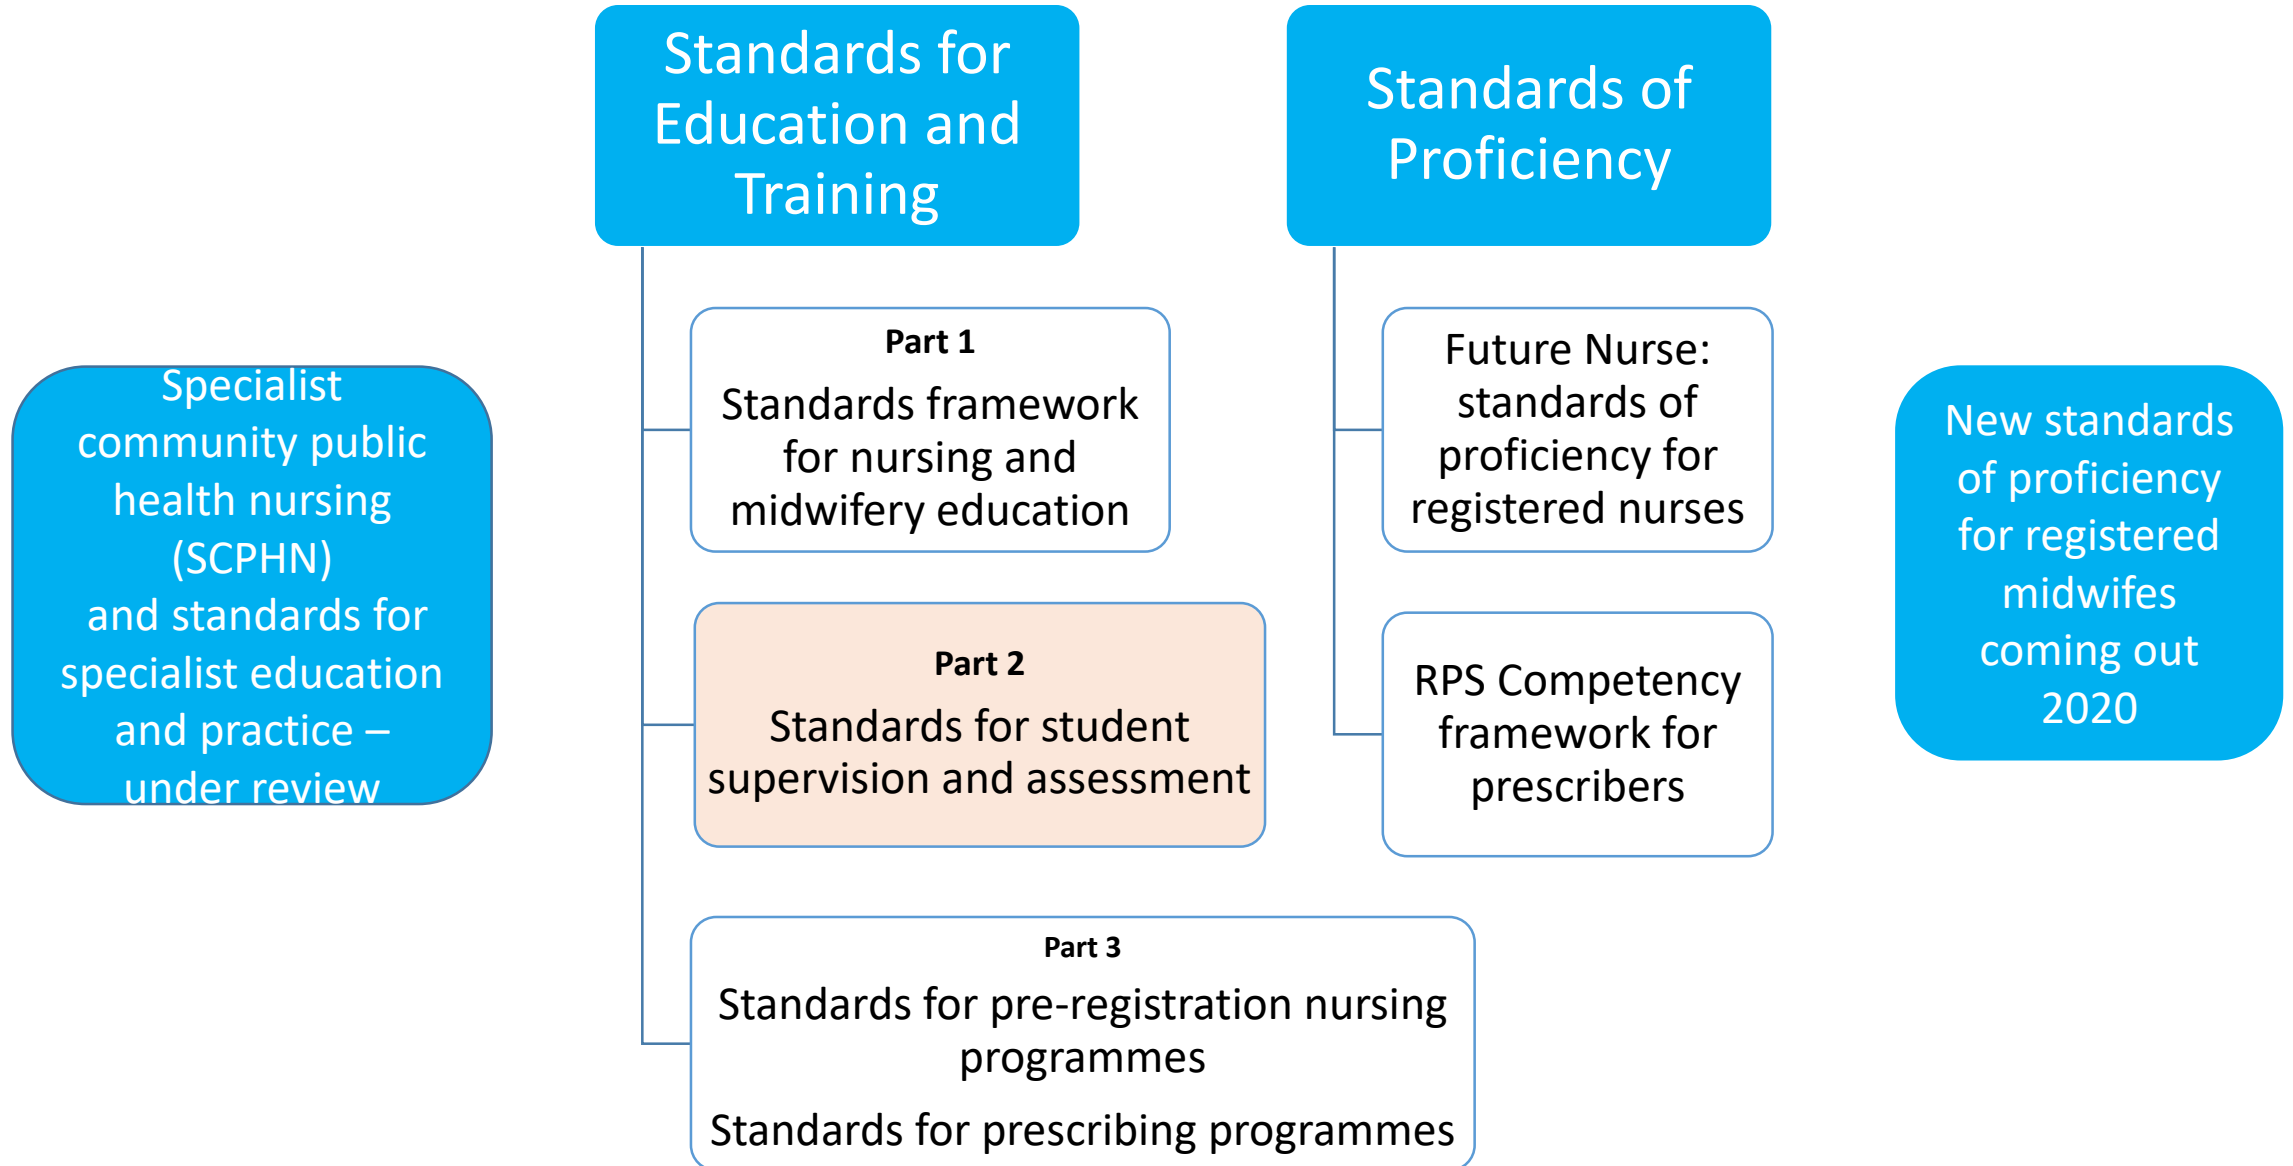 Standards for
Education and
Training
Standards of
Proficiency
Specialist
community public
health nursing
(SCPHN)
and standards for
specialist education
and practice –
under review
Part 1
Standards framework
for nursing and
midwifery education
Part 2
Standards for student
supervision and assessment
Part 3
Standards for pre-registration nursing
programmes
Standards for prescribing programmes
Future Nurse:
standards of
proficiency for
registered nurses
RPS Competency
framework for
prescribers
New standards
of proficiency
for registered
midwifes
coming out
2020